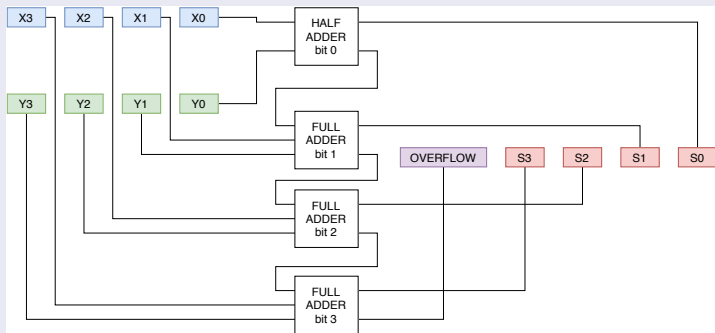 X3 X2 X1 X0
HALF
ADDER
bit 0
Y3 Y2 Y1 Y0
FULL
ADDER
bit 1
OVERFLOW S3 S2 S1 S0
FULL
ADDER
bit 2
FULL
ADDER
bit 3